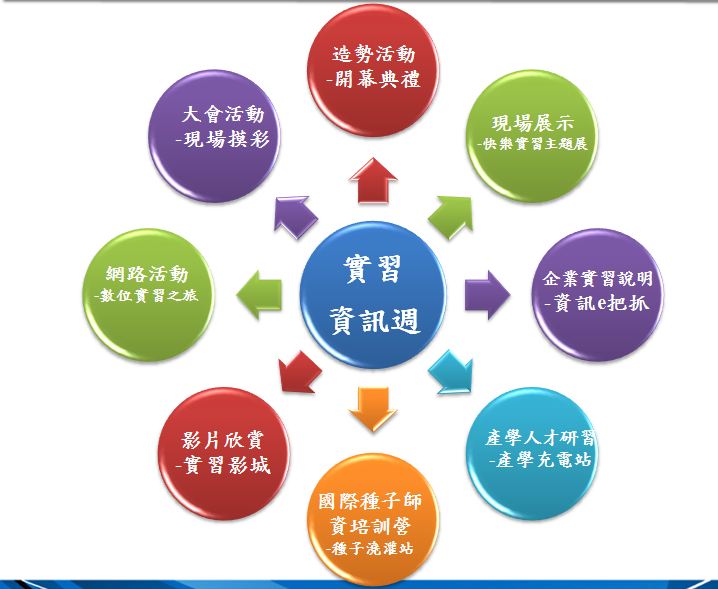 造勢活動
-開幕典禮
現場展示
-快樂實習主題展
企業實習說明
-資訊e把抓
產學人才研習
-產學充電站
國際種子師
資培訓營
-種子澆灌站
影片欣賞
-實習影城
網路活動
-數位實習之旅
大會活動
-現場摸彩
實習
資訊週